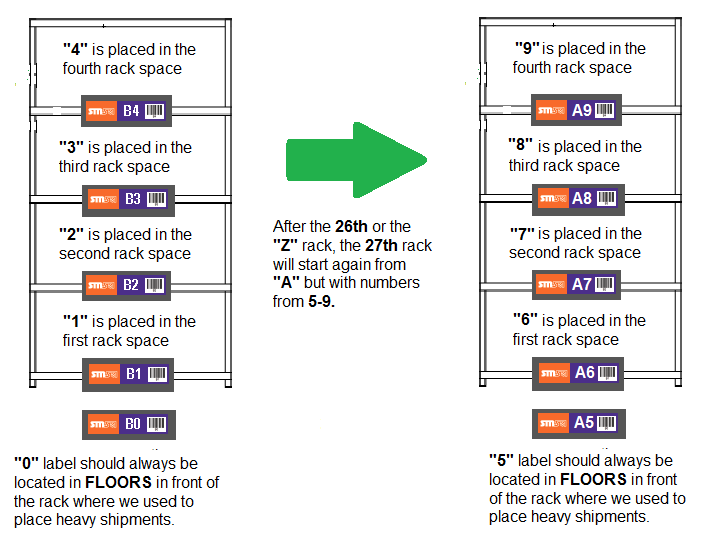 "4" is placed in the
fourth rack space
B4
"3" is placed in the
third rack space
B3
"2" is placed in the
second rack space
B2
"1" is placed in the
first rack space
B1
B0
"0" label should always be
located in FLOORS in front of
the rack where we used to
place heavy shipments.
After the 26th or the
"Z" rack, the 27th rack
will start again from
"A" but with numbers
from 5-9.
"9" is placed in the
fourth rack space
A9
"8" is placed in the
third rack space
A8
"7" is placed in the
second rack space
A7
"6" is placed in the
first rack space
A6
A5
"5" label should always be
located in FLOORS in front
of the rack where we used to
place heavy shipments.